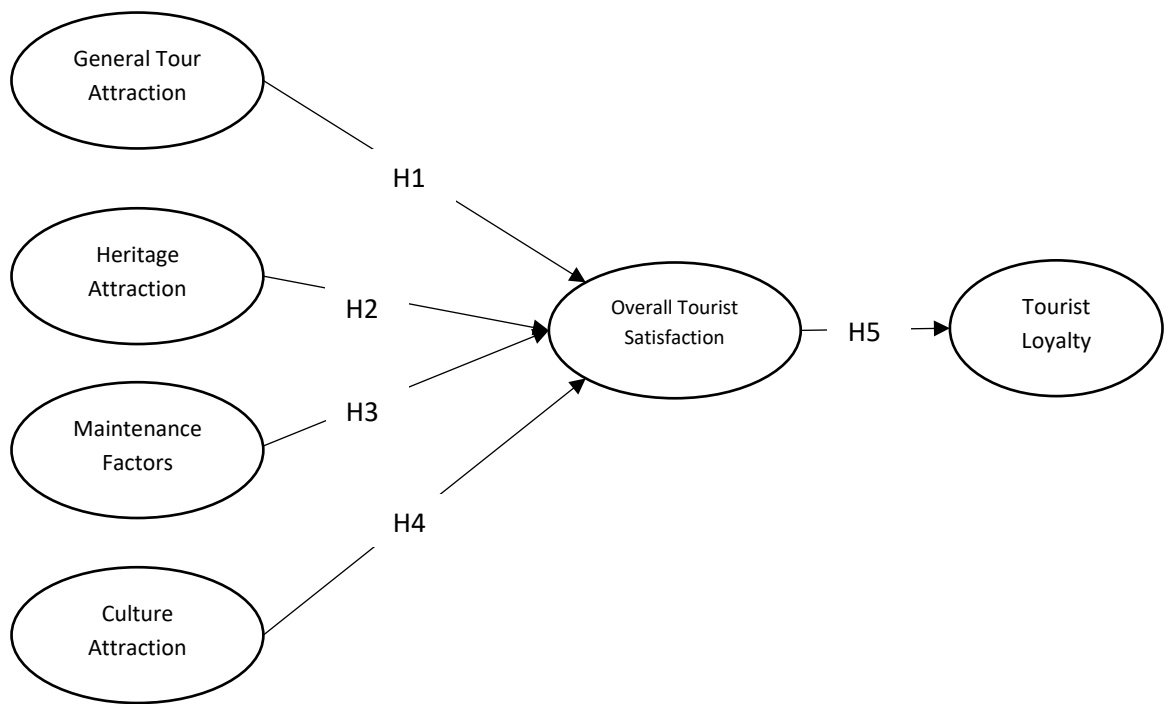 General Tour
Attraction
H1
Heritage
Attraction
H2
Overall Tourist
Satisfaction
H5
Tourist
Loyalty
Maintenance
Factors
H3
H4
Culture
Attraction